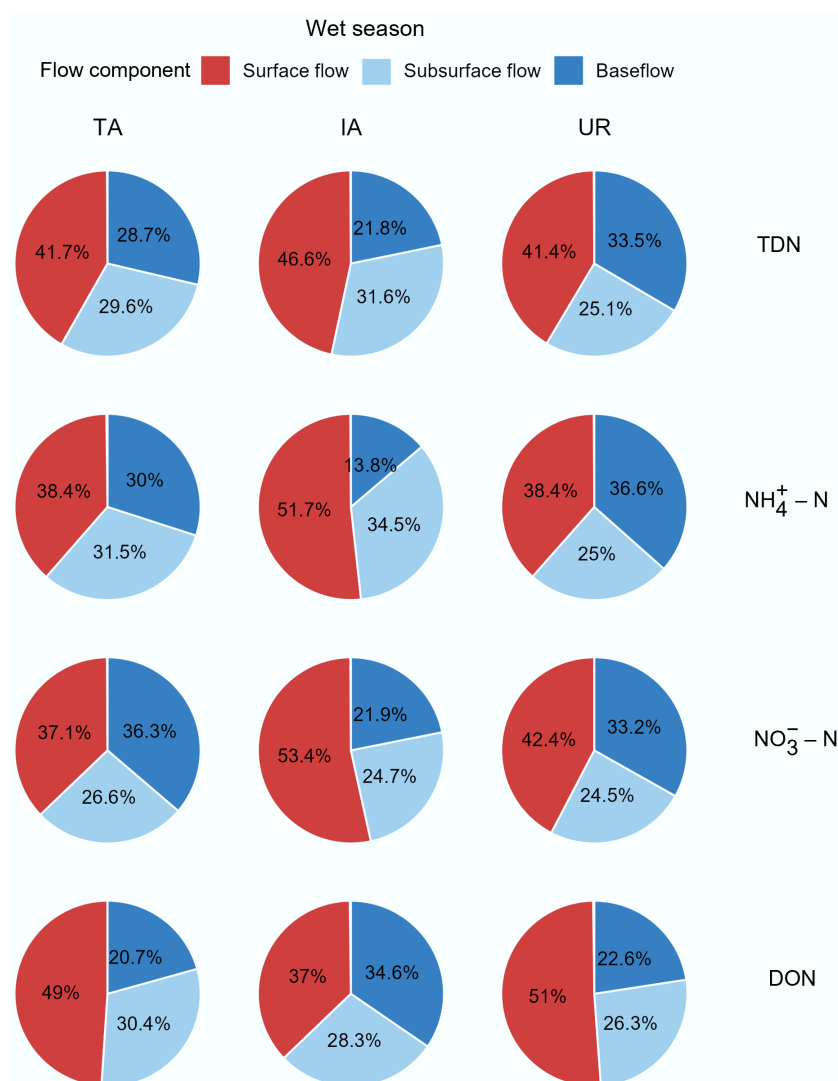 Wet season
Flow component Surface flow Subsurface flow Baseflow
TA IA UR
41.7% 28.7% 29.6% 46.6% 21.8% 31.6% 41.4% 33.5% 25.1% TDN
38.4% 30% 31.5% 51.7% 13.8% 34.5% 38.4% 36.6% 25% NH₄⁺ – N
37.1% 36.3% 26.6% 53.4% 21.9% 24.7% 42.4% 33.2% 24.5% NO₃⁻ – N
49% 20.7% 30.4% 37% 34.6% 28.3% 51% 22.6% 26.3% DON